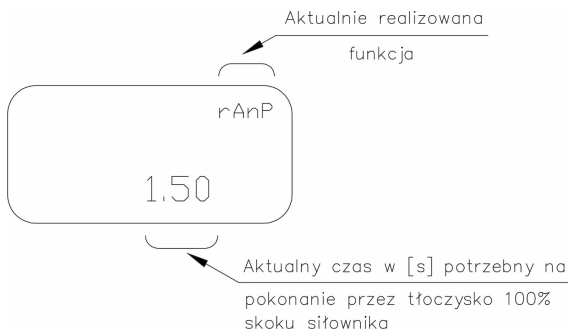 Aktualnie realizowana
funkcja
rAnP
1.50
Aktualny czas w [s] potrzebny na
pokonanie przez tłoczysko 100%
skoku siłownika